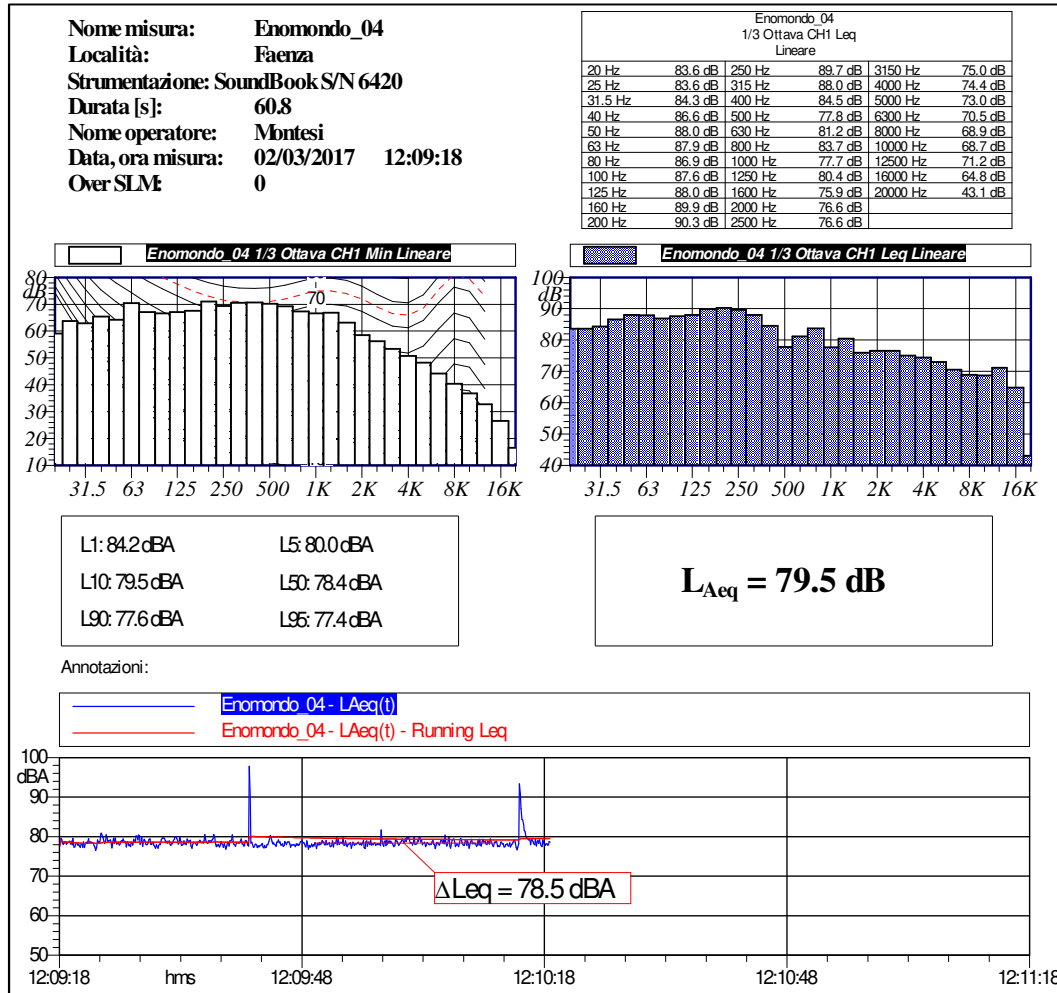 Nome misura: Enomondo_04
Località: Faenza
Strumentazione: SoundBook S/N 6420
Durata [s]: 60.8
Nome operatore: Montesi
Data, ora misura: 02/03/2017 12:09:18
Over SLM: 0
Enomondo_04
1/3 Ottava CH1 Leq
Lineare
20 Hz 83.6 dB 250 Hz 89.7 dB 3150 Hz 75.0 dB
25 Hz 83.6 dB 315 Hz 88.0 dB 4000 Hz 74.4 dB
31.5 Hz 84.3 dB 400 Hz 84.5 dB 5000 Hz 73.0 dB
40 Hz 86.6 dB 500 Hz 77.8 dB 6300 Hz 70.5 dB
50 Hz 88.0 dB 630 Hz 81.2 dB 8000 Hz 68.9 dB
63 Hz 87.9 dB 800 Hz 83.7 dB 10000 Hz 68.7 dB
80 Hz 86.9 dB 1000 Hz 77.7 dB 12500 Hz 71.2 dB
100 Hz 87.6 dB 1250 Hz 80.4 dB 16000 Hz 64.8 dB
125 Hz 88.0 dB 1600 Hz 75.9 dB 20000 Hz 43.1 dB
160 Hz 89.9 dB 2000 Hz 76.6 dB
200 Hz 90.3 dB 2500 Hz 76.6 dB
Enomondo_04 1/3 Ottava CH1 Min Lineare
80
dB
70
60
50
40
30
20
10
70
31.5 63 125 250 500 1K 2K 4K 8K 16K
Enomondo_04 1/3 Ottava CH1 Leq Lineare
100
dB
90
80
70
60
50
40
31.5 63 125 250 500 1K 2K 4K 8K 16K
L1: 84.2 dBA L5: 80.0 dBA
L10: 79.5 dBA L50: 78.4 dBA
L90: 77.6 dBA L95: 77.4 dBA
LAeq = 79.5 dB
Annotazioni:
Enomondo_04 - LAeq(t)
Enomondo_04 - LAeq(t) - Running Leq
100
dBA
90
80
70
60
50
ΔLeq = 78.5 dBA
12:09:18 hms 12:09:48 12:10:18 12:10:48 12:11:18